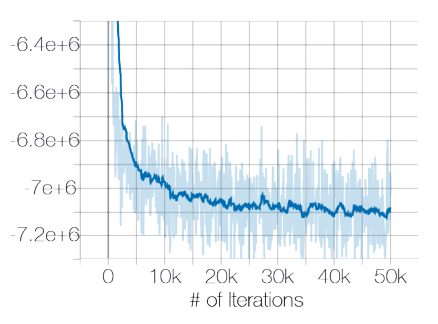 -6.4e+6
-6.6e+6
-6.8e+6
-7e+6
-7.2e+6
0 10k 20k 30k 40k 50k
# of Iterations